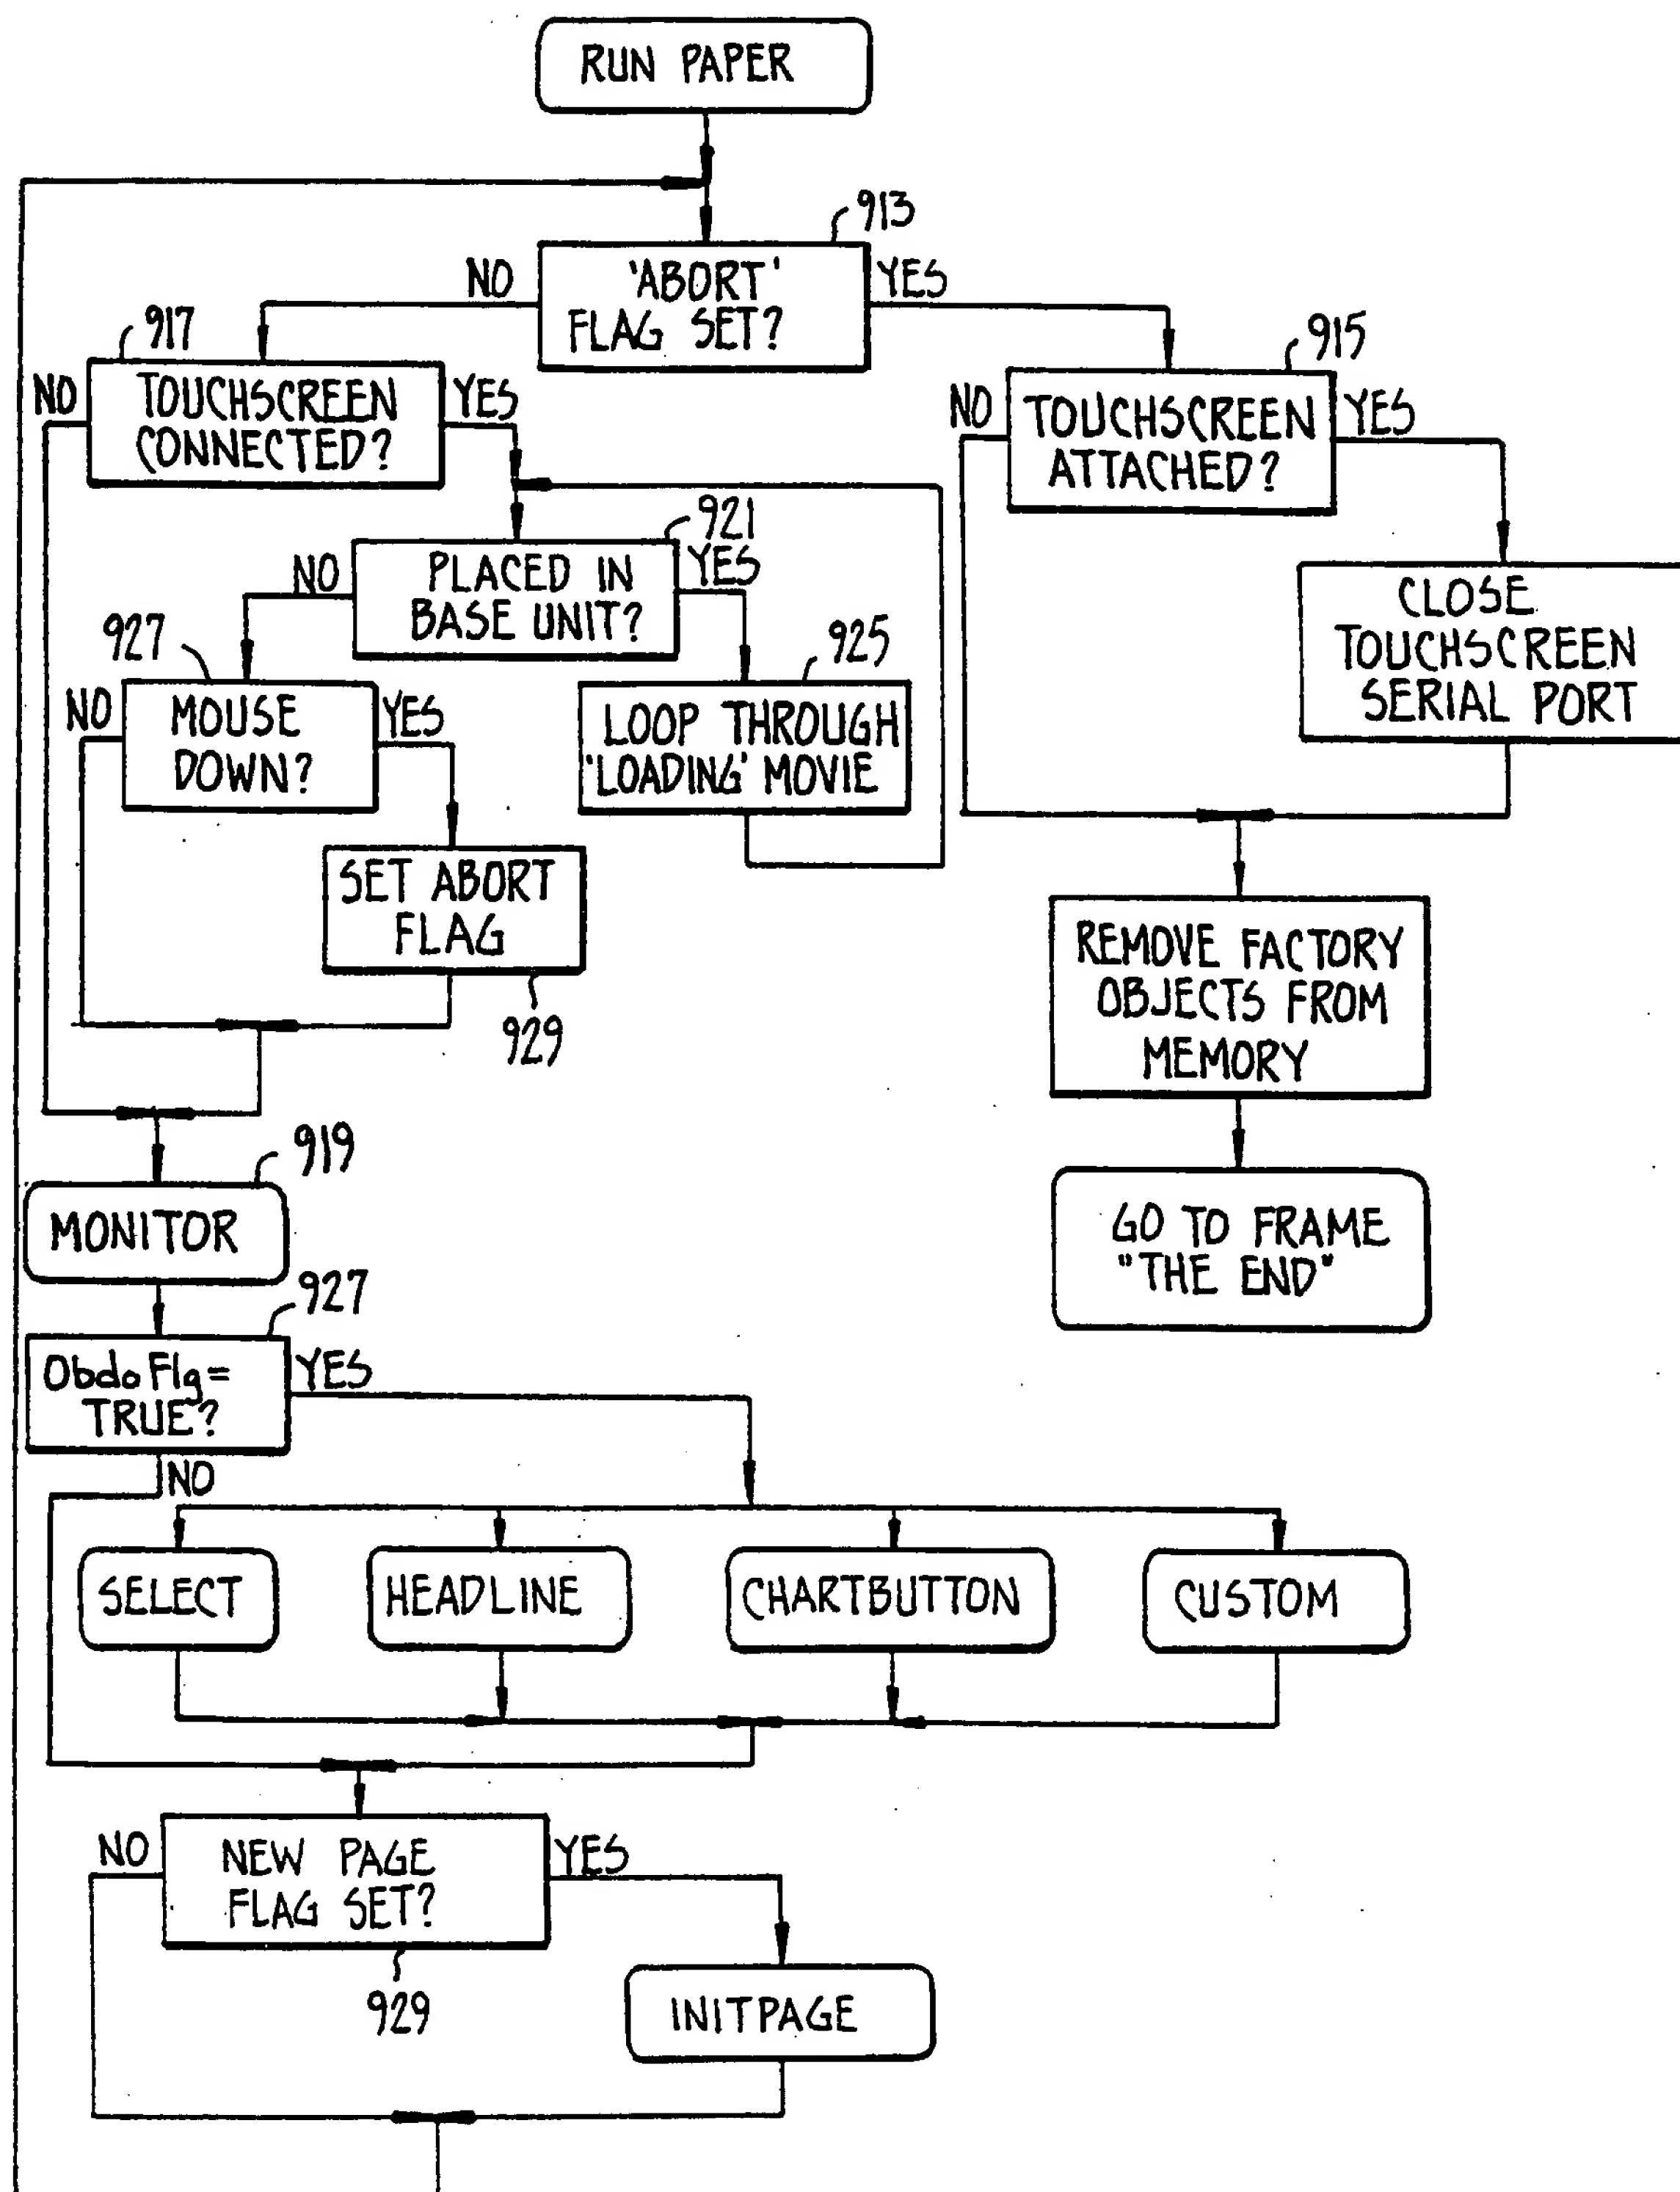 RUN PAPER
913
'ABORT'
FLAG SET?
NO
YES
917
TOUCHSCREEN
CONNECTED?
NO
YES
915
TOUCHSCREEN
ATTACHED?
NO
YES
921
PLACED IN
BASE UNIT?
NO
YES
CLOSE
TOUCHSCREEN
SERIAL PORT
927
MOUSE
DOWN?
NO
YES
925
LOOP THROUGH
'LOADING' MOVIE
SET ABORT
FLAG
929
REMOVE FACTORY
OBJECTS FROM
MEMORY
919
MONITOR
GO TO FRAME
"THE END"
927
Obdo Flg=
TRUE?
YES
NO
SELECT
HEADLINE
CHARTBUTTON
CUSTOM
NO
NEW PAGE
FLAG SET?
YES
929
INITPAGE